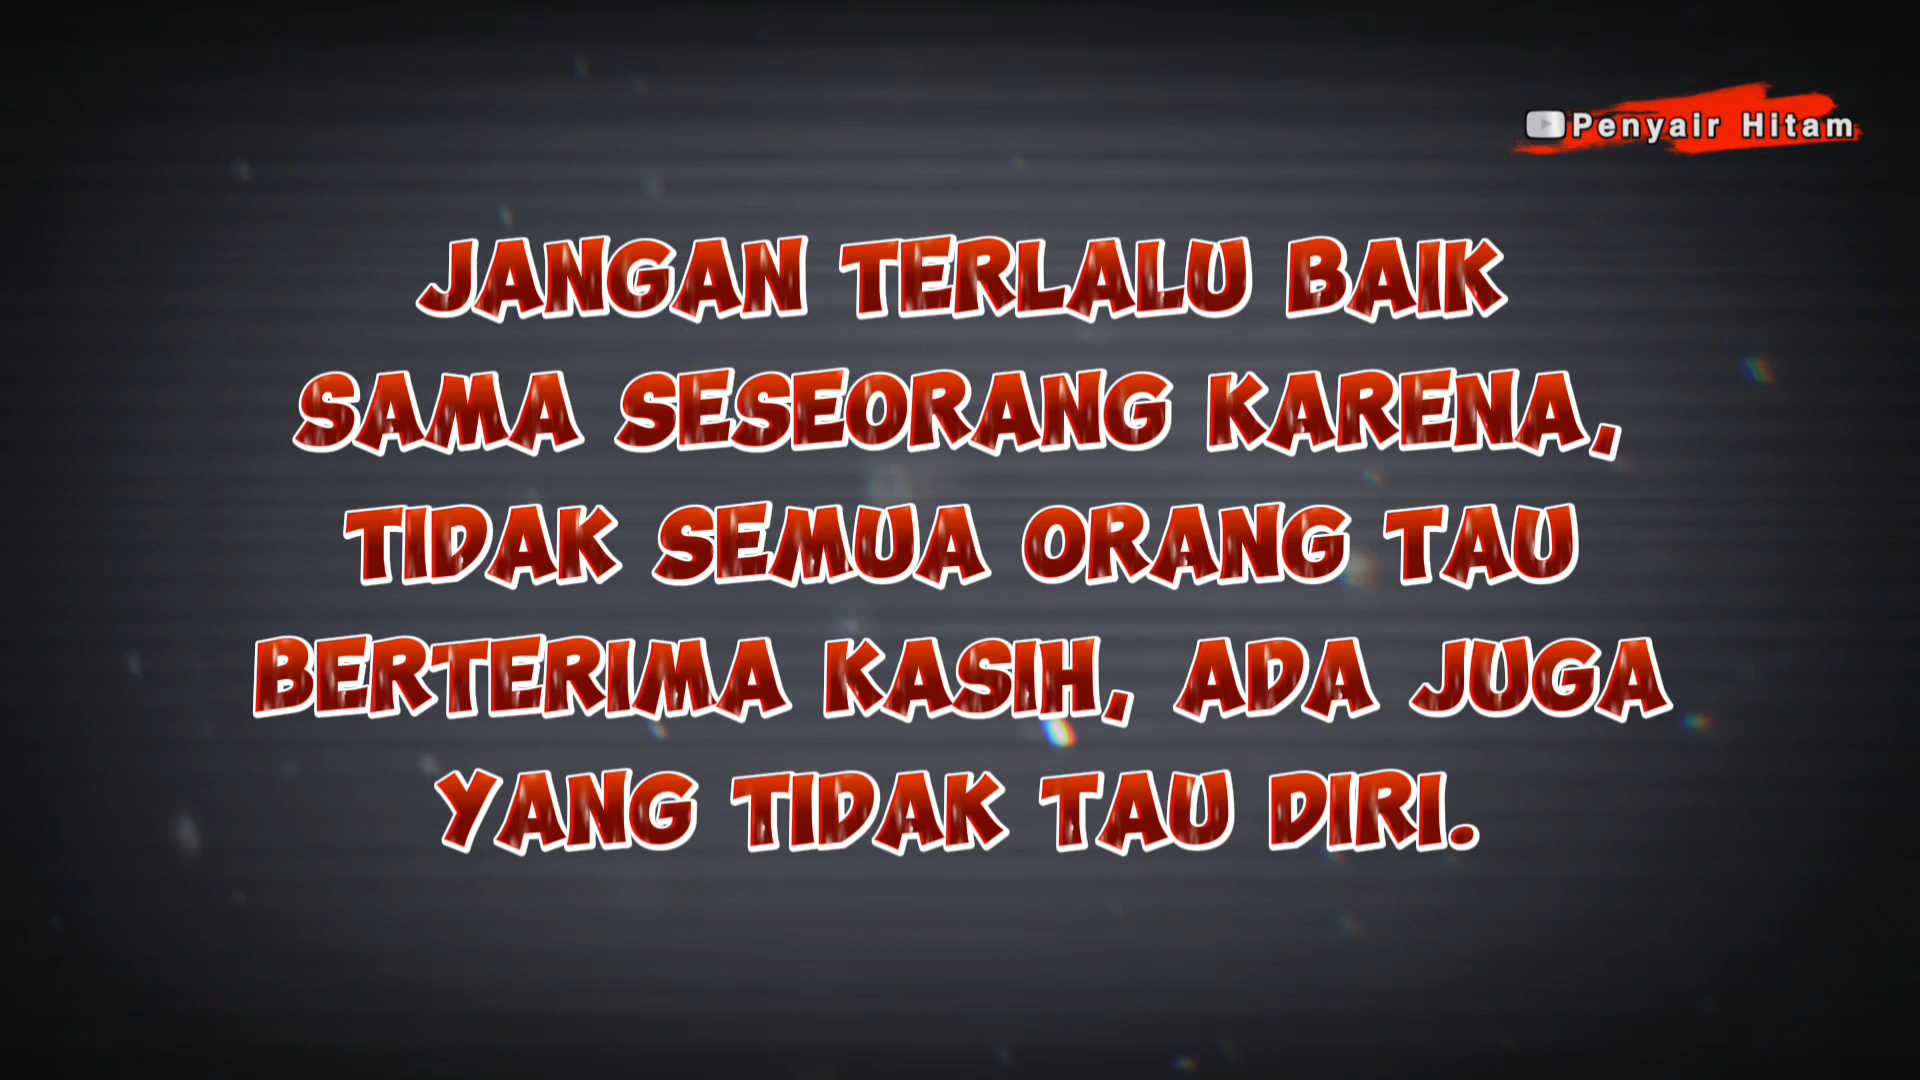 Penyair Hitam
JANGAN TERLALU BAIK
SAMA SESEORANG KARENA,
TIDAK SEMUA ORANG TAU
BERTERIMA KASIH, ADA JUGA
YANG TIDAK TAU DIRI.